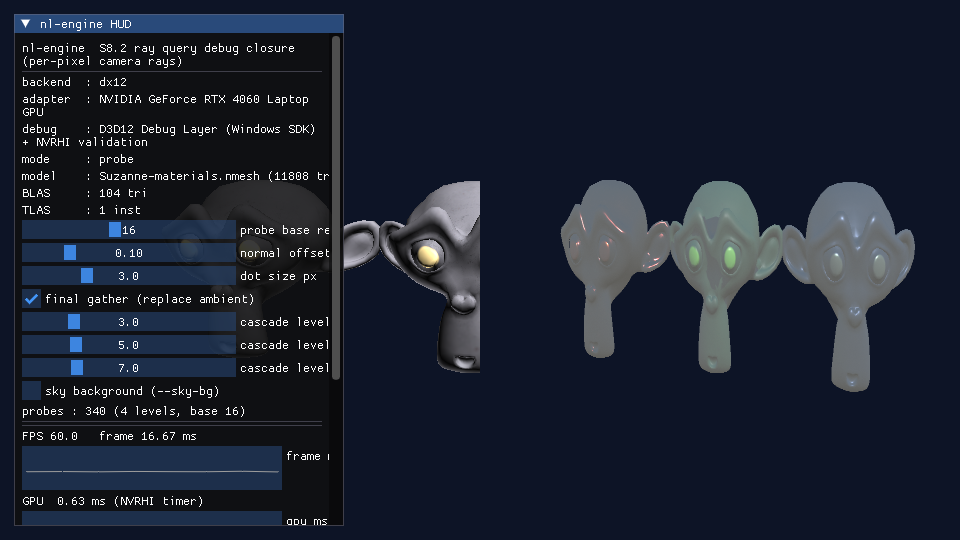 nl-engine HUD
nl-engine  S8.2 ray query debug closure
(per-pixel camera rays)
backend  : dx12
adapter  : NVIDIA GeForce RTX 4060 Laptop
GPU
debug    : D3D12 Debug Layer (Windows SDK)
+ NVRHI validation
mode     : probe
model    : Suzanne-materials.nmesh (11808 tr
BLAS     : 104 tri
TLAS     : 1 inst
16 probe base re
0.10 normal offset
3.0 dot size px
final gather (replace ambient)
3.0 cascade level
5.0 cascade level
7.0 cascade level
sky background (--sky-bg)
probes : 340 (4 levels, base 16)
FPS 60.0   frame 16.67 ms
frame
GPU  0.63 ms (NVRHI timer)
gpu ms